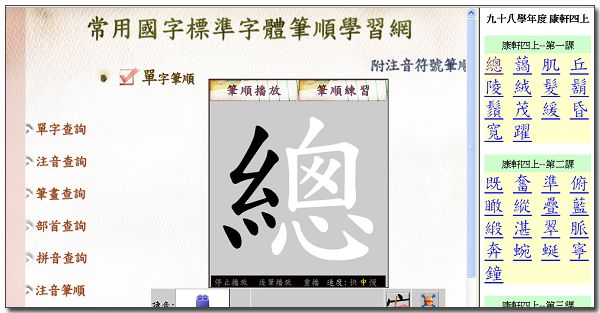 常用國字標準字體筆順學習網
附注音符號筆順
單字筆順
筆順播放 筆順練習
單字查詢
注音查詢
筆畫查詢
部首查詢
拼音查詢
注音筆順
總
停止播放 逐筆播放 重播 速度:快中慢
九十八學年度 康軒四上
康軒四上--第一課
總 藹 肌 丘
陵 絨 髮 鬍
鬚 茂 緩 昏
寬 躍
康軒四上--第二課
既 奮 準 俯
瞰 縱 疊 藍
緞 湛 翠 脈
奔 蜿 蜒 寧
鐘
康軒四上--第三課